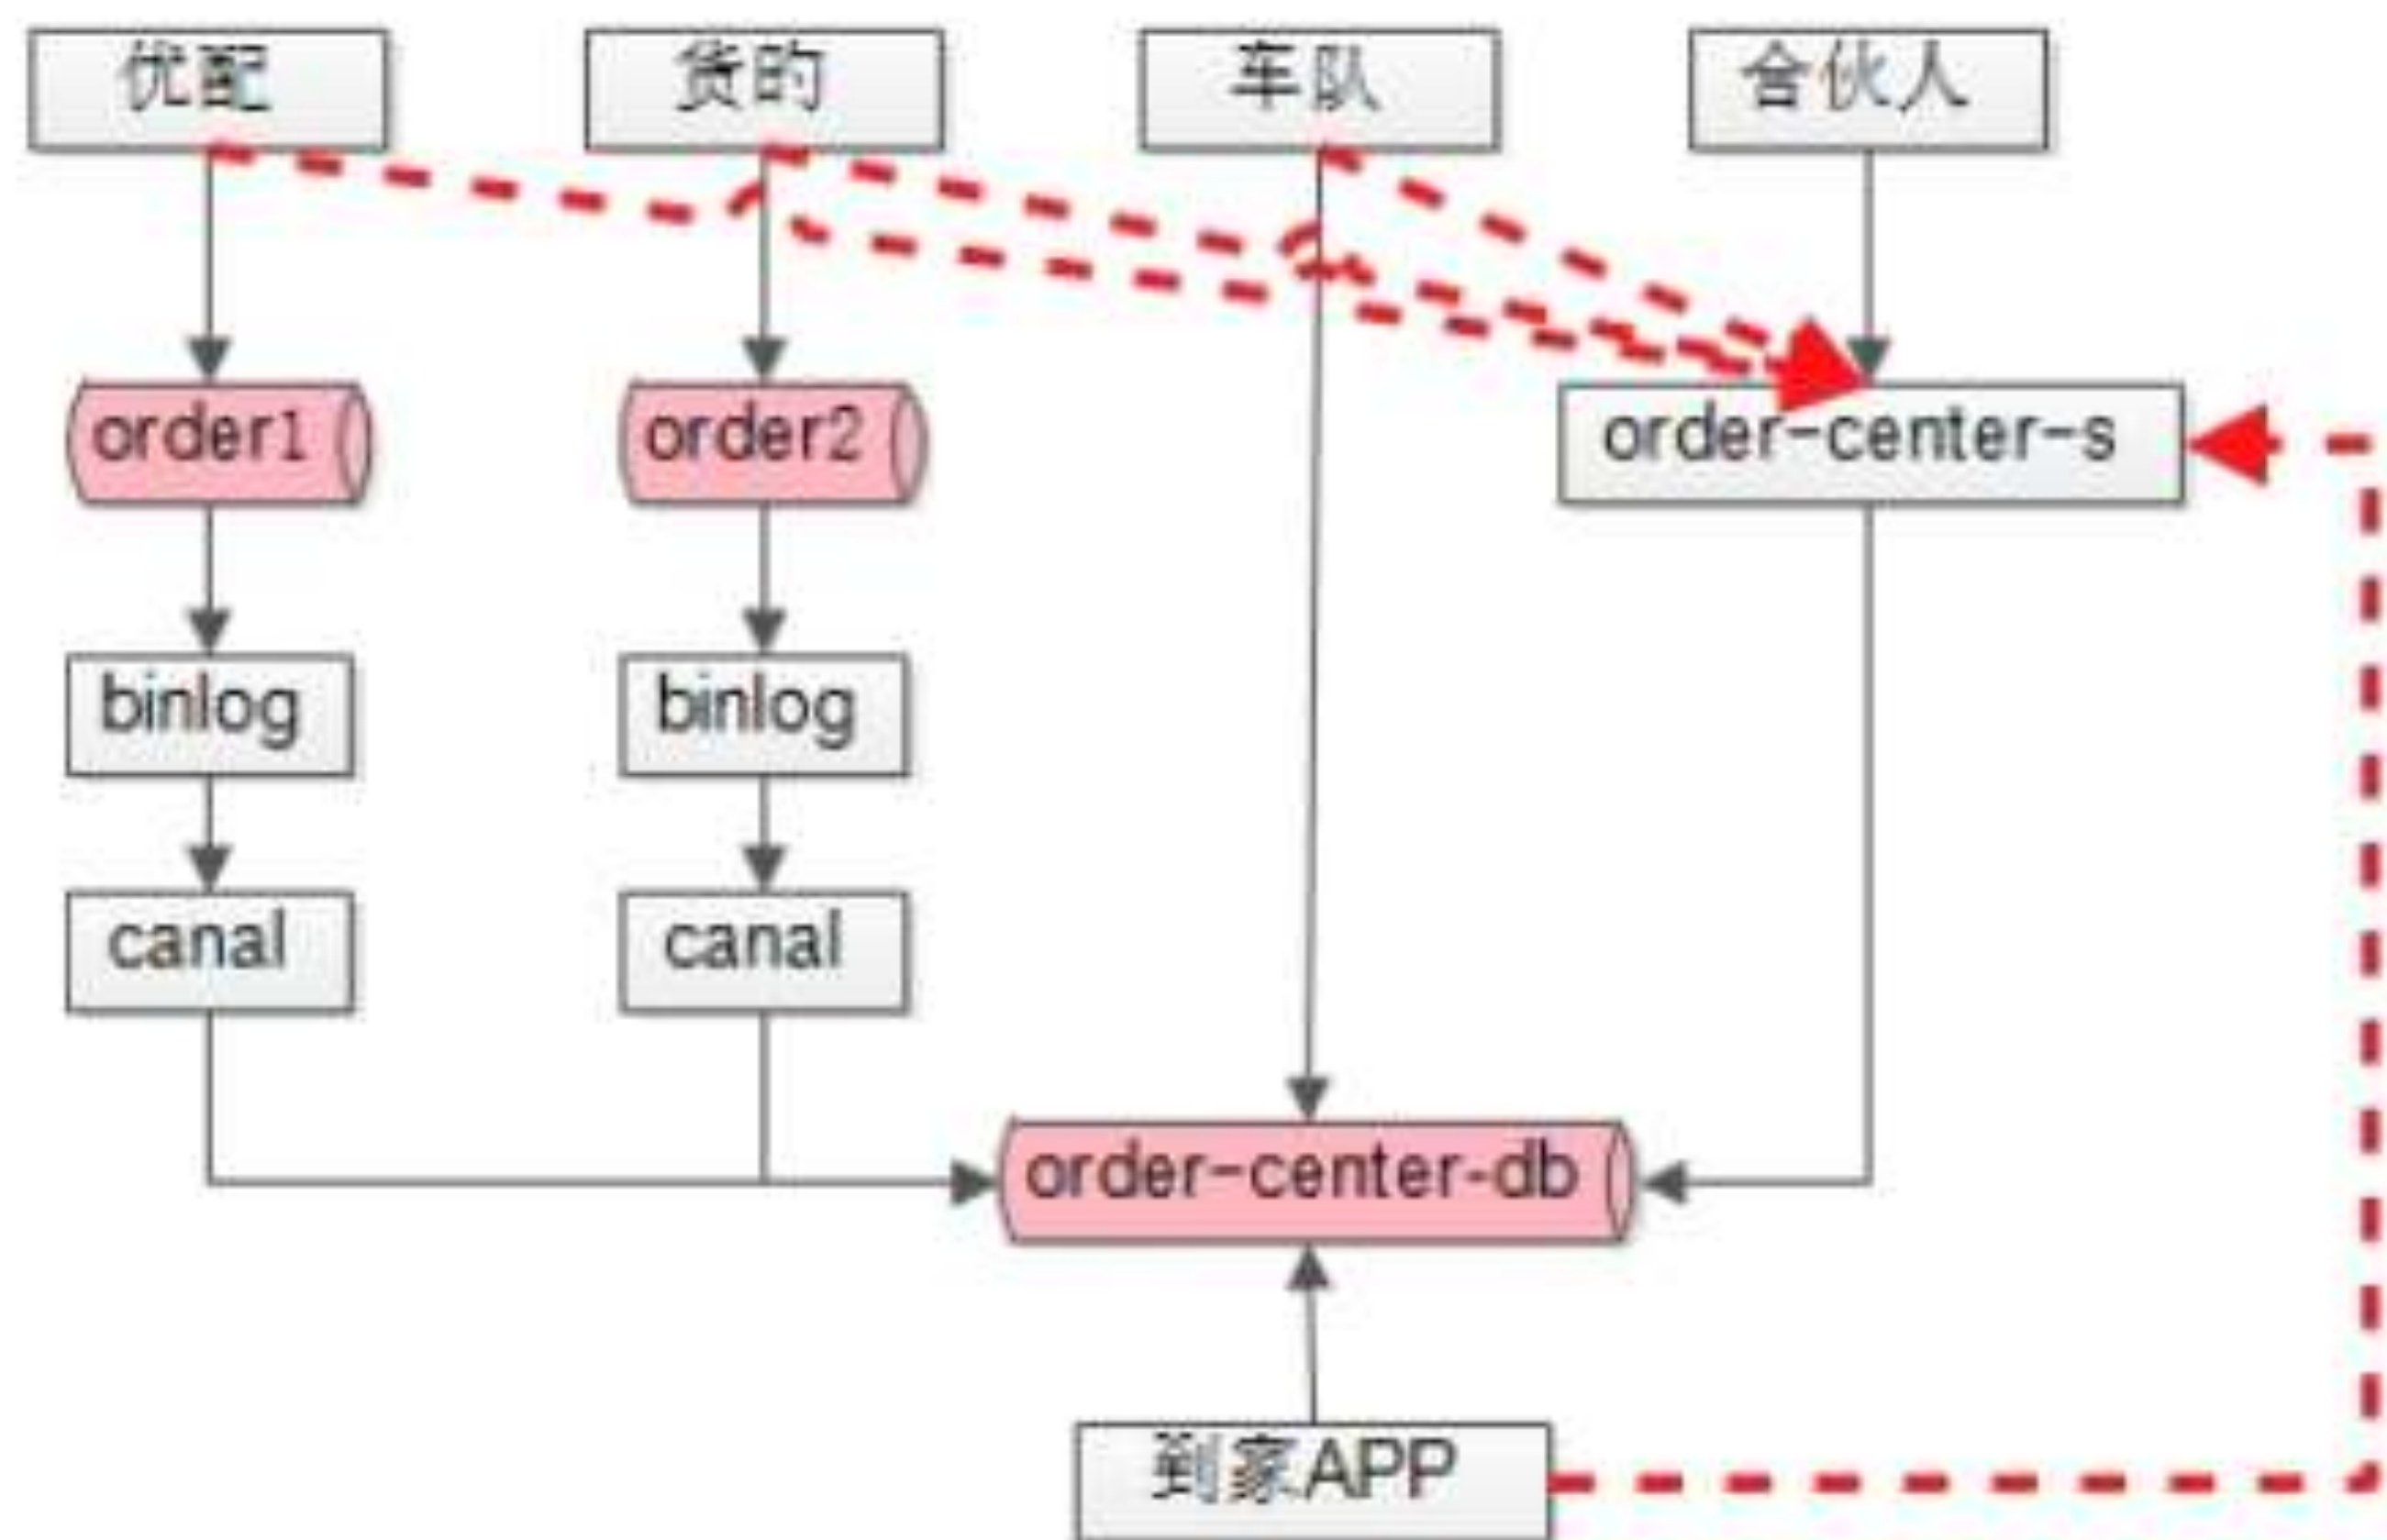 优配
货的
车队
合伙人
order1
order2
order-center-s
binlog
binlog
canal
canal
order-center-db
到家APP